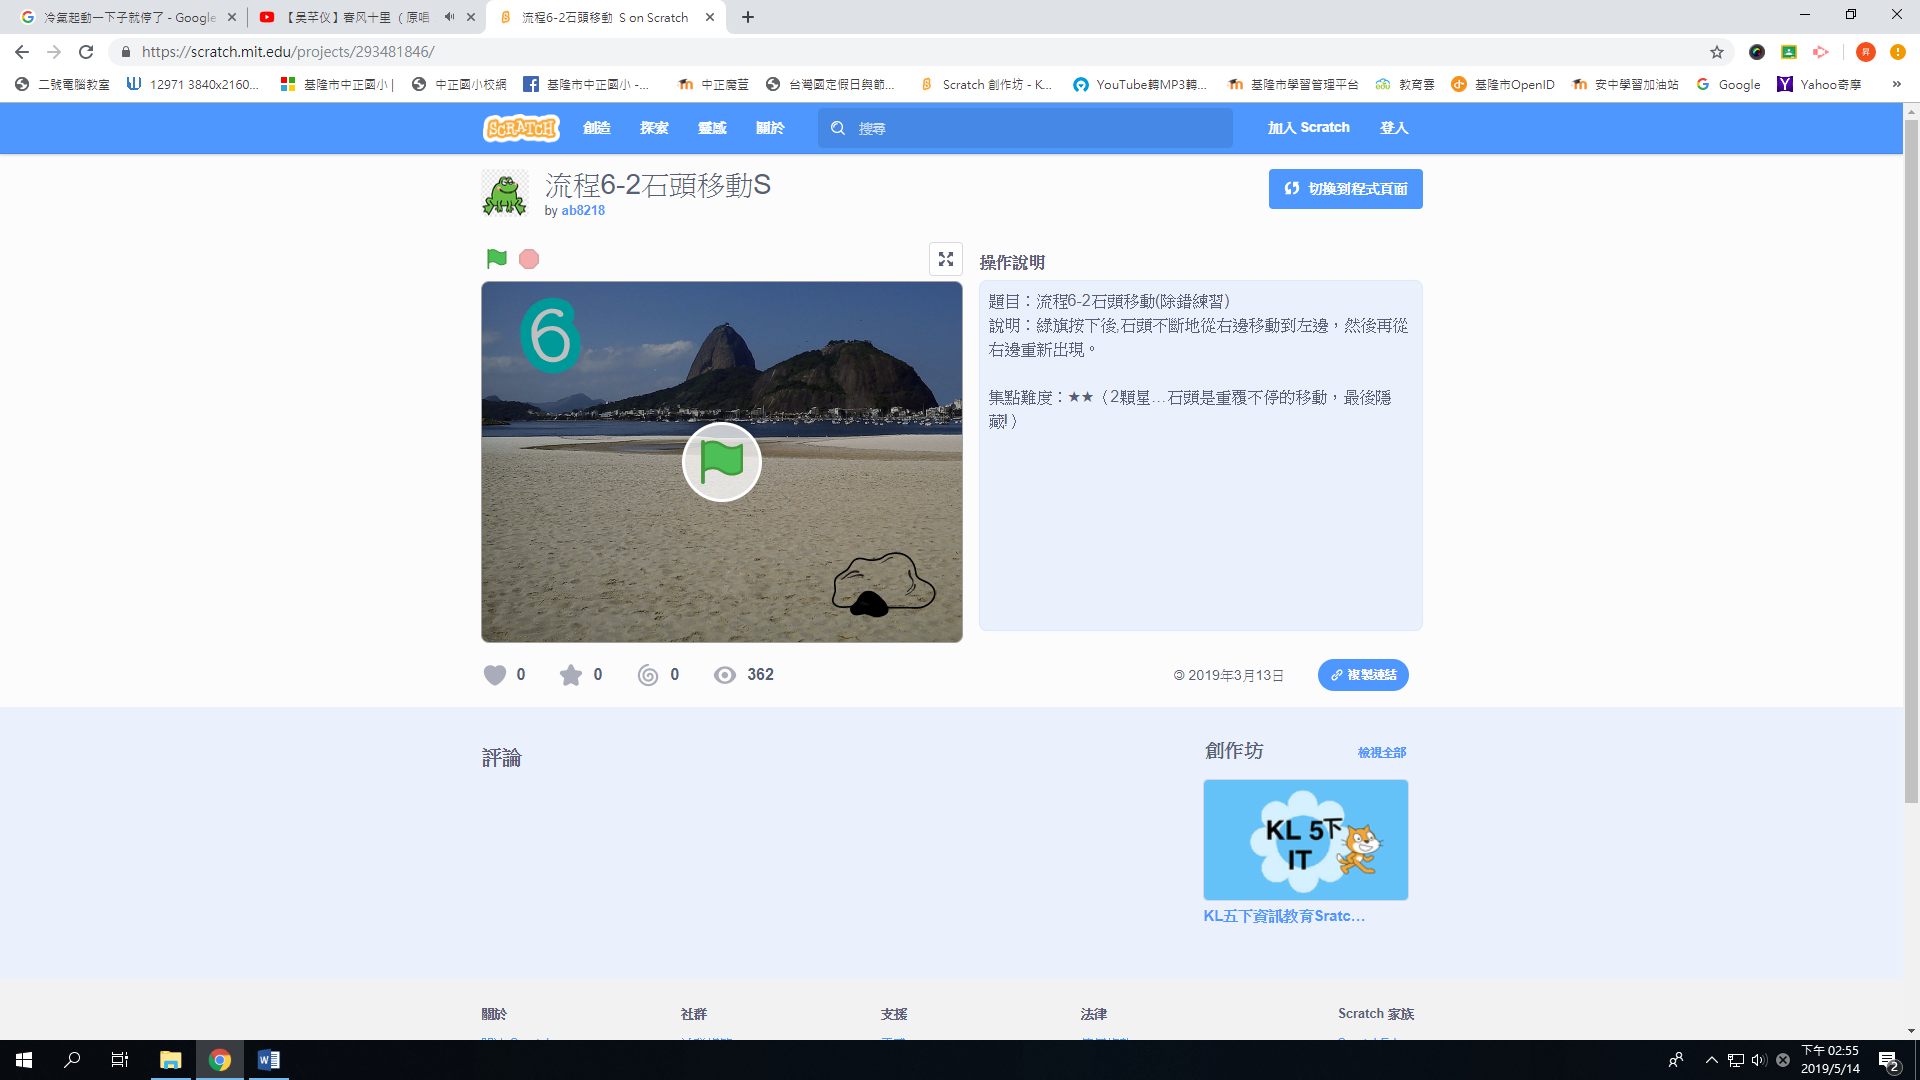 冷氣起動一下子就停了 - Google
【吴芊仪】春风十里（原唱
流程6-2石頭移動 S on Scratch
https://scratch.mit.edu/projects/293481846/
二號電腦教室
12971 3840x2160...
基隆市中正國小 |
中正國小校網
基隆市中正國小 -...
中正魔荳
台灣國定假日與節...
Scratch 創作坊 - K...
YouTube轉MP3轉...
基隆市學習管理平台
教育雲
基隆市OpenID
安中學習加油站
Google
Yahoo奇摩
»
SCRATCH
創造
探索
靈感
關於
搜尋
加入 Scratch
登入
流程6-2石頭移動S
by ab8218
切換到程式頁面
操作說明
6
題目：流程6-2石頭移動(除錯練習)
說明：綠旗按下後,石頭不斷地從右邊移動到左邊，然後再從
右邊重新出現。
集點難度：★★（2顆星…石頭是重覆不停的移動，最後隱
藏!）
0
0
0
362
© 2019年3月13日
複製連結
評論
創作坊
檢視全部
KL 5下
IT
KL五下資訊教育Sratc...
關於
社群
支援
法律
Scratch 家族
下午 02:55
2019/5/14
2